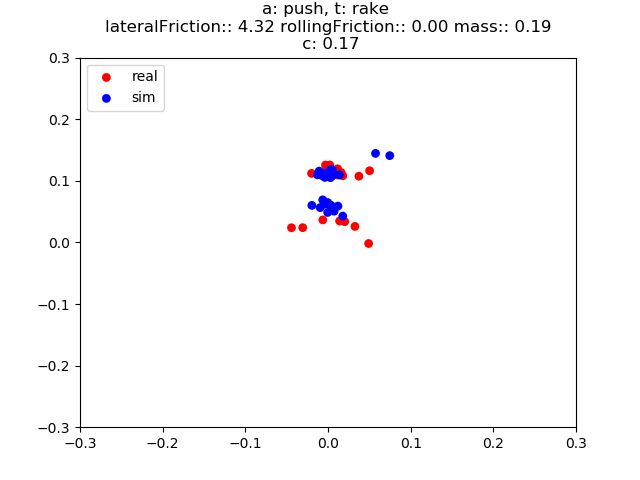 a: push, t: rake
lateralFriction:: 4.32 rollingFriction:: 0.00 mass:: 0.19
c: 0.17
real
sim
0.3
0.2
0.1
0.0
−0.1
−0.2
−0.3
−0.3 −0.2 −0.1 0.0 0.1 0.2 0.3